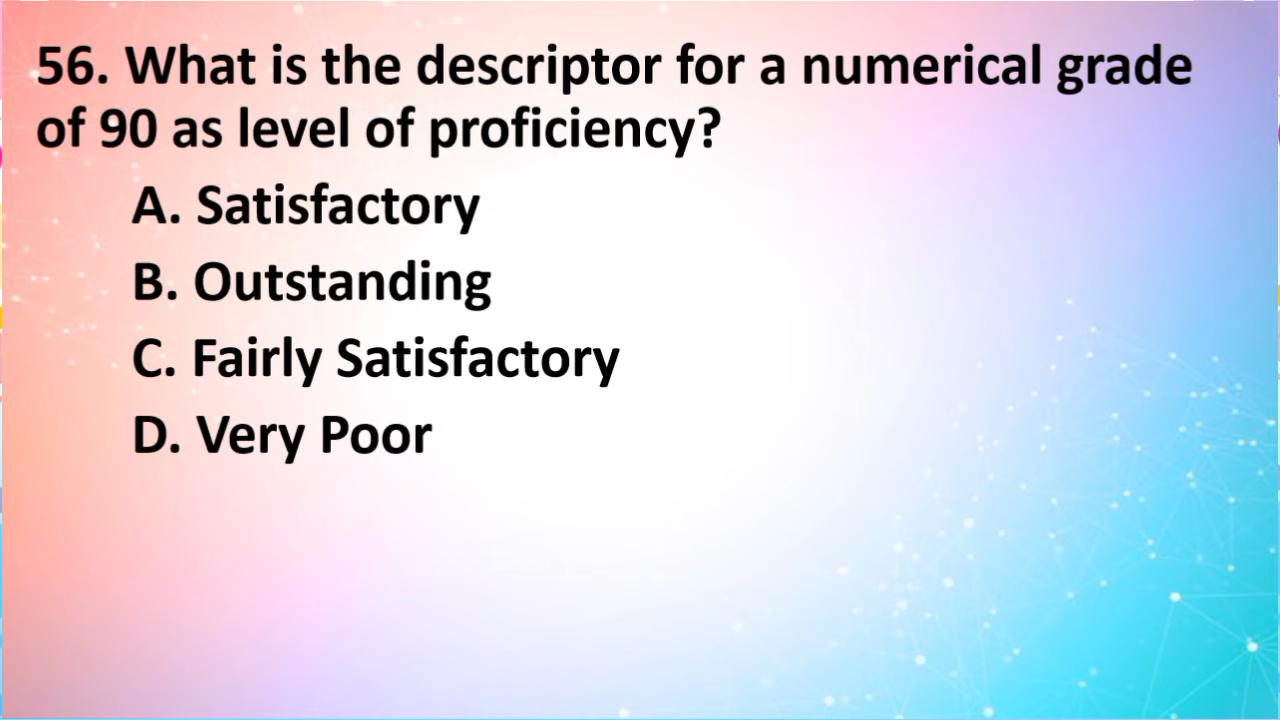 56. What is the descriptor for a numerical grade
of 90 as level of proficiency?
A. Satisfactory
B. Outstanding
C. Fairly Satisfactory
D. Very Poor